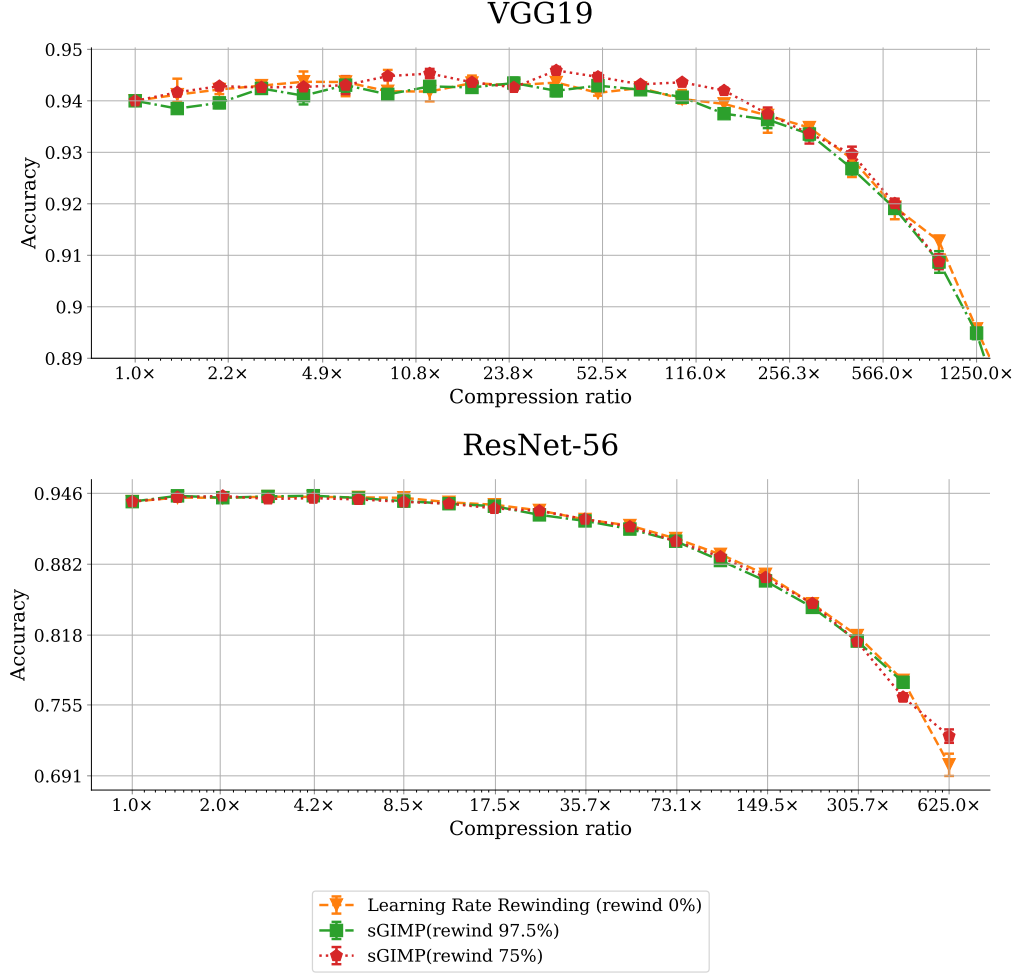 VGG19
0.95
0.94
0.93
0.92
0.91
0.9
0.89
Accuracy
1.0× 2.2× 4.9× 10.8× 23.8× 52.5× 116.0× 256.3× 566.0× 1250.0×
Compression ratio
ResNet-56
0.946
0.882
0.818
0.755
0.691
Accuracy
1.0× 2.0× 4.2× 8.5× 17.5× 35.7× 73.1× 149.5× 305.7× 625.0×
Compression ratio
Learning Rate Rewinding (rewind 0%)
sGIMP(rewind 97.5%)
sGIMP(rewind 75%)